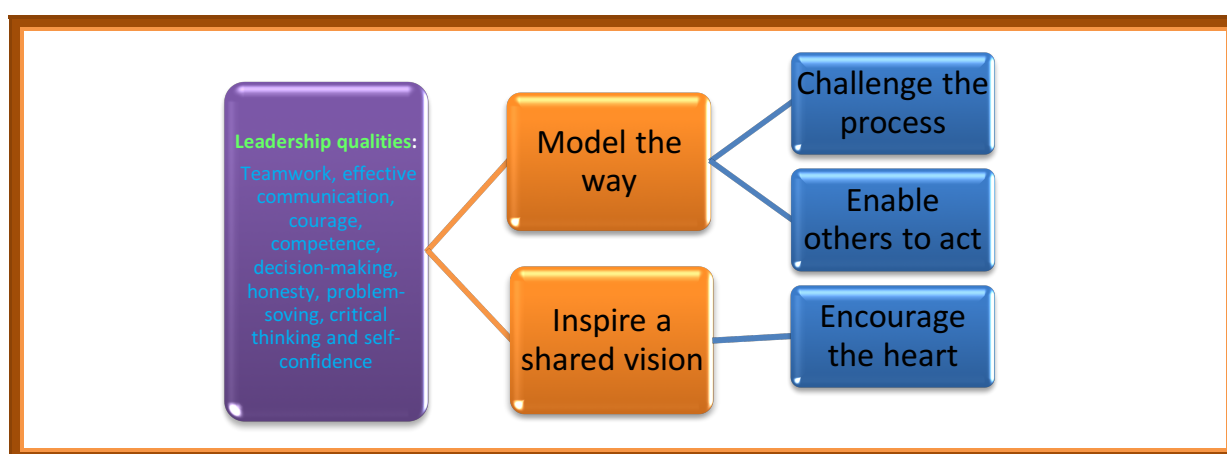 Leadership qualities:
Teamwork, effective
communication,
courage,
competence,
decision-making,
honesty, problem-
soving, critical
thinking and self-
confidence
Model the
way
Inspire a
shared vision
Challenge the
process
Enable
others to act
Encourage
the heart